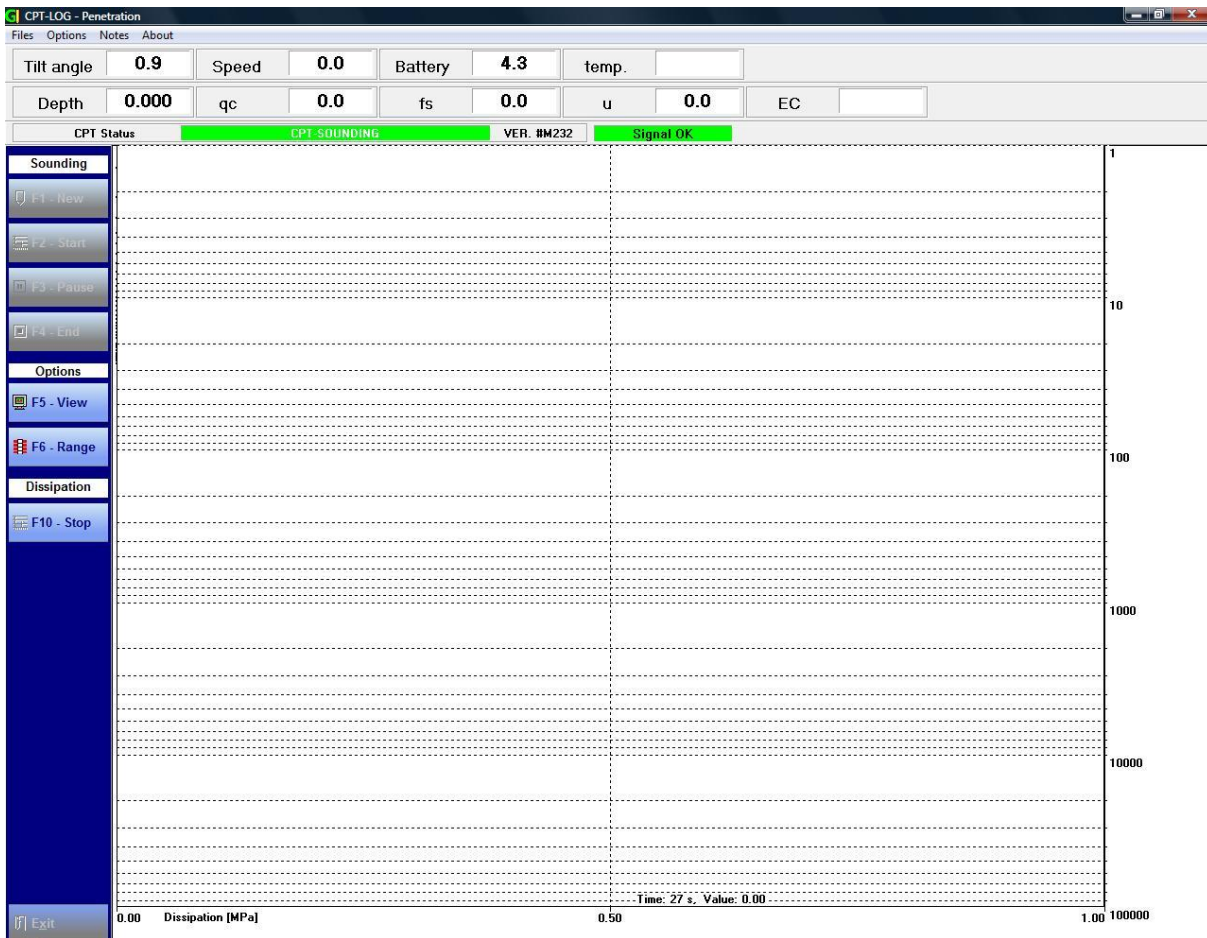 CPT-LOG - Penetration
Files Options Notes About
Tilt angle 0.9 Speed 0.0 Battery 4.3 temp.
Depth 0.000 qc 0.0 fs 0.0 u 0.0 EC
CPT Status CPT SOUNDING VER. #M232 Signal OK
Sounding
F1 - New
F2 - Start
F3 - Pause
F4 - End
Options
F5 - View
F6 - Range
Dissipation
F10 - Stop
Exit
1
10
100
1000
10000
Time: 27 s, Value: 0.00
0.00 Dissipation [MPa] 0.50 1.00 100000